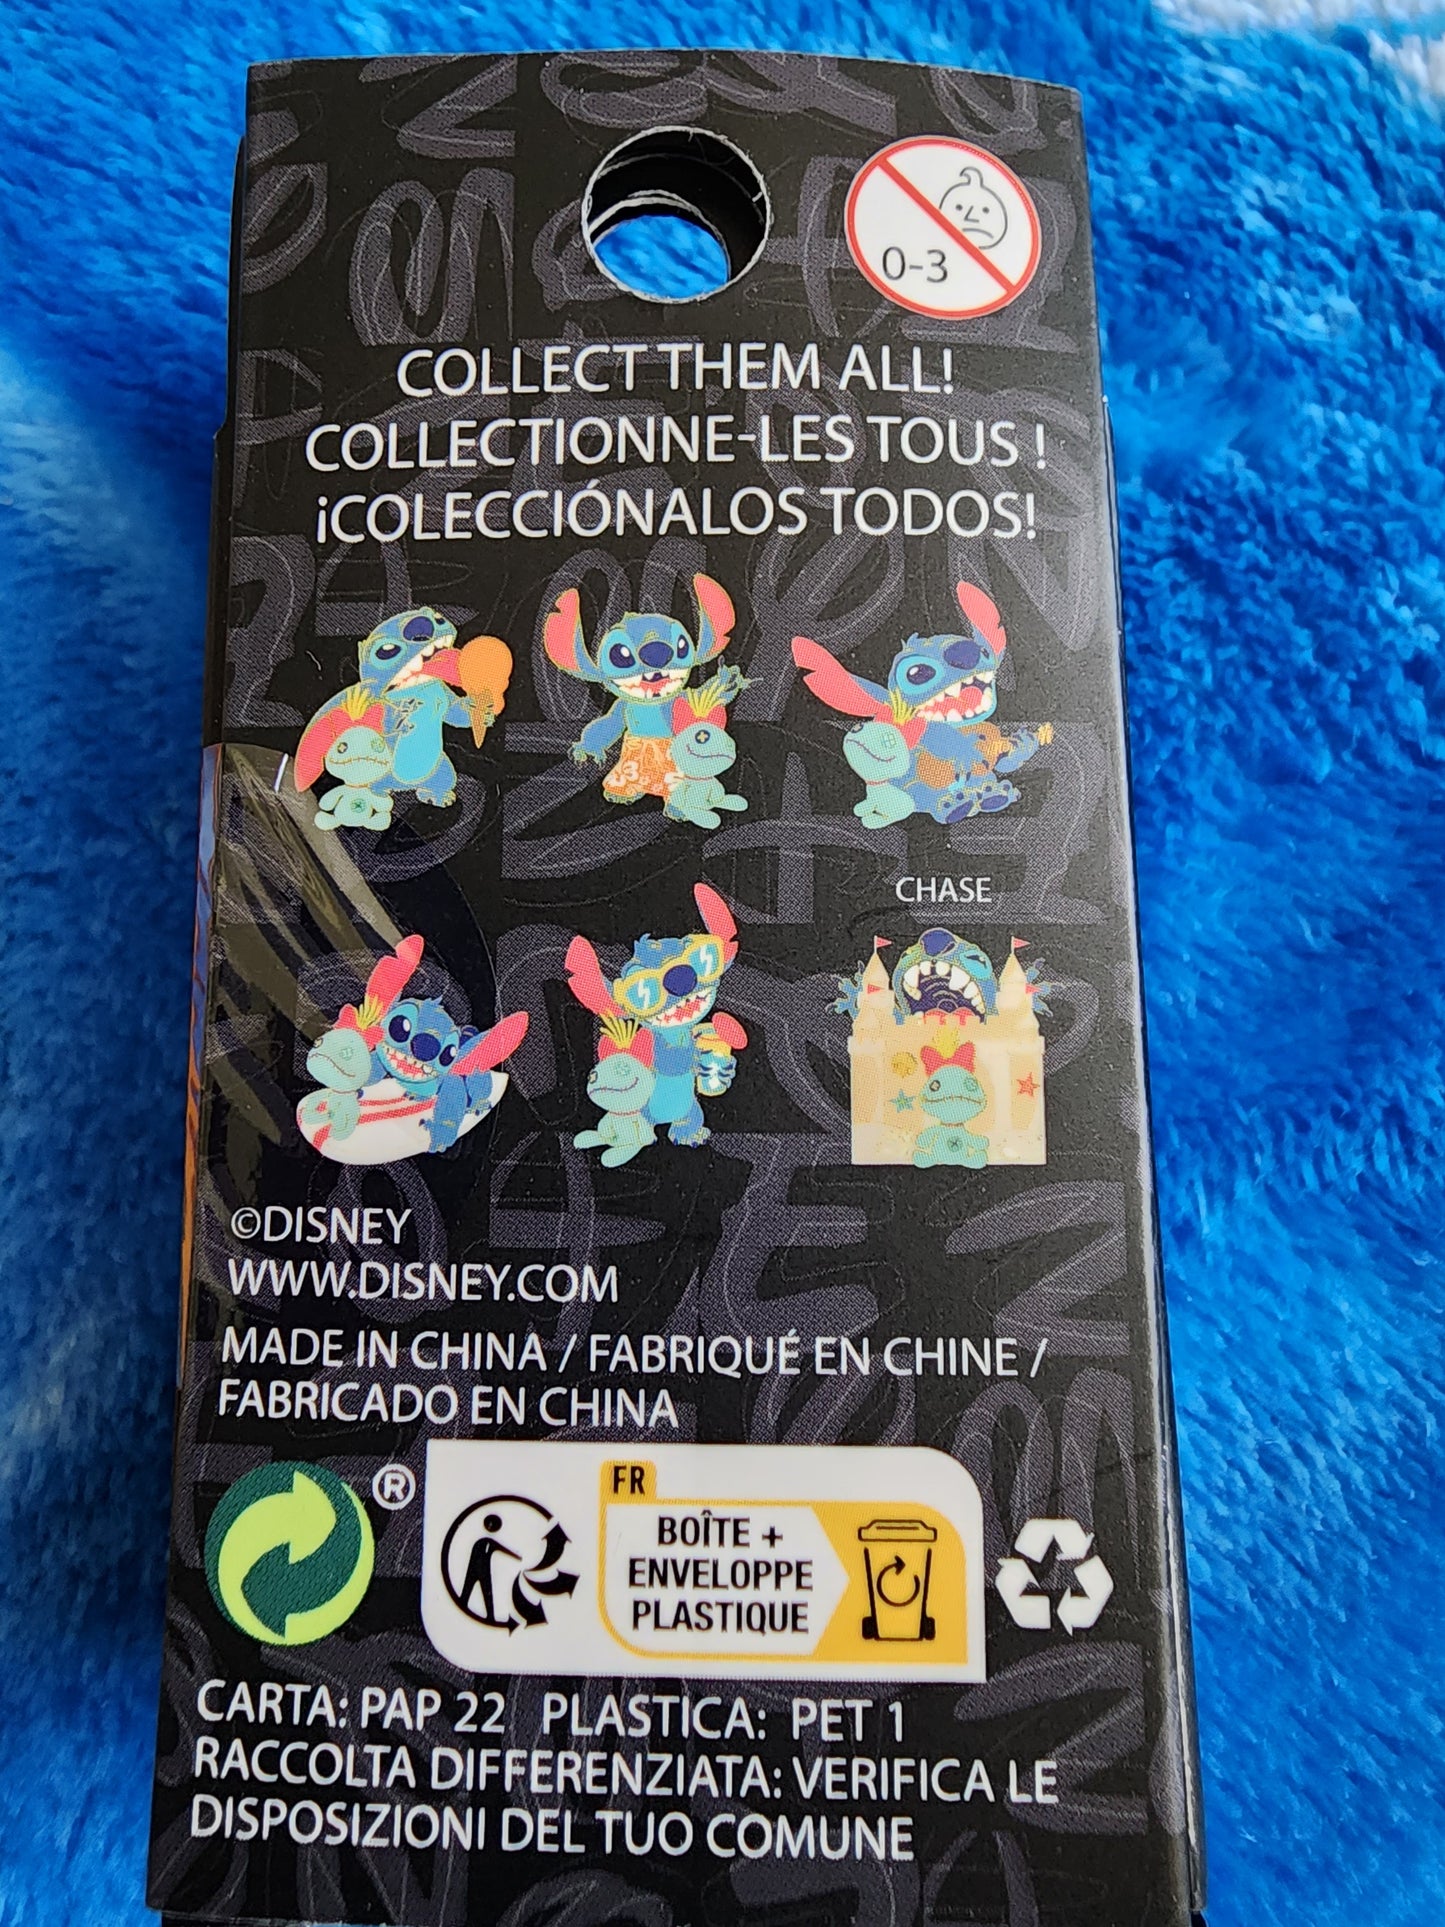 0-3
COLLECT THEM ALL!
COLLECTIONNE-LES TOUS !
¡COLECCIÓNALOS TODOS!
CHASE
©DISNEY
WWW.DISNEY.COM
MADE IN CHINA / FABRIQUÉ EN CHINE /
FABRICADO EN CHINA
®
FR
BOÎTE +
ENVELOPPE
PLASTIQUE
CARTA: PAP 22 PLASTICA: PET 1
RACCOLTA DIFFERENZIATA: VERIFICA LE
DISPOSIZIONI DEL TUO COMUNE